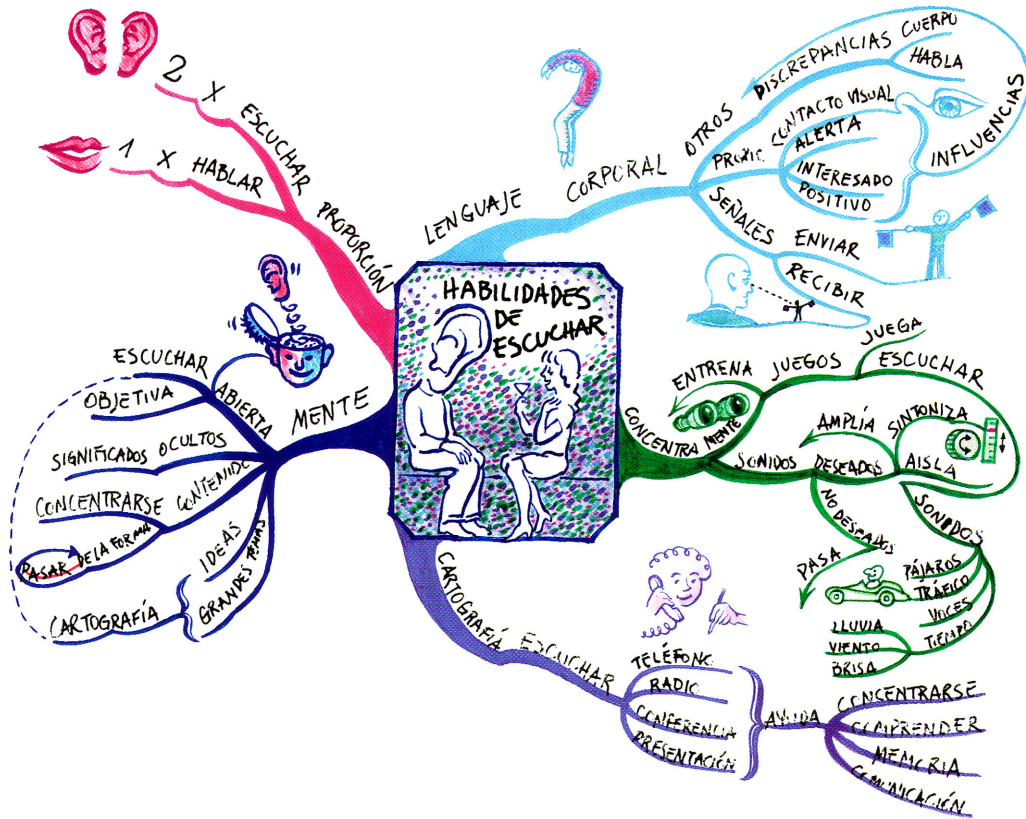 HABILIDADES
DE
ESCUCHAR
PROPORCIÓN
2 X ESCUCHAR
1 X HABLAR
LENGUAJE CORPORAL
OTROS
DISCREPANCIAS
CUERPO
HABLA
CONTACTO VISUAL
ALERTA
INTERESADO
POSITIVO
INFLUENCIAS
SEÑALES
ENVIAR
RECIBIR
CONCENTRA MENTE
ENTRENA JUEGOS
JUEGA
ESCUCHAR
SONIDOS DESEADOS
AMPLÍA
SINTONIZA
AISLA
SONIDOS
PÁJAROS
TRÁFICO
VOCES
TIEMPO
LLUVIA
VIENTO
BRISA
NO DESEADOS
PASA
CARTOGRAFÍA ESCUCHAR
TELÉFONO
RADIO
CONFERENCIA
PRESENTACIÓN
AYUDA
CONCENTRARSE
COMPRENDER
MEMORIA
COMUNICACIÓN
MENTE
ABIERTA
ESCUCHAR
OBJETIVA
CONTENIDO
SIGNIFICADOS OCULTOS
CONCENTRARSE
PASAR DE LA FORMA
IDEAS
GRANDES TEMAS
CARTOGRAFÍA